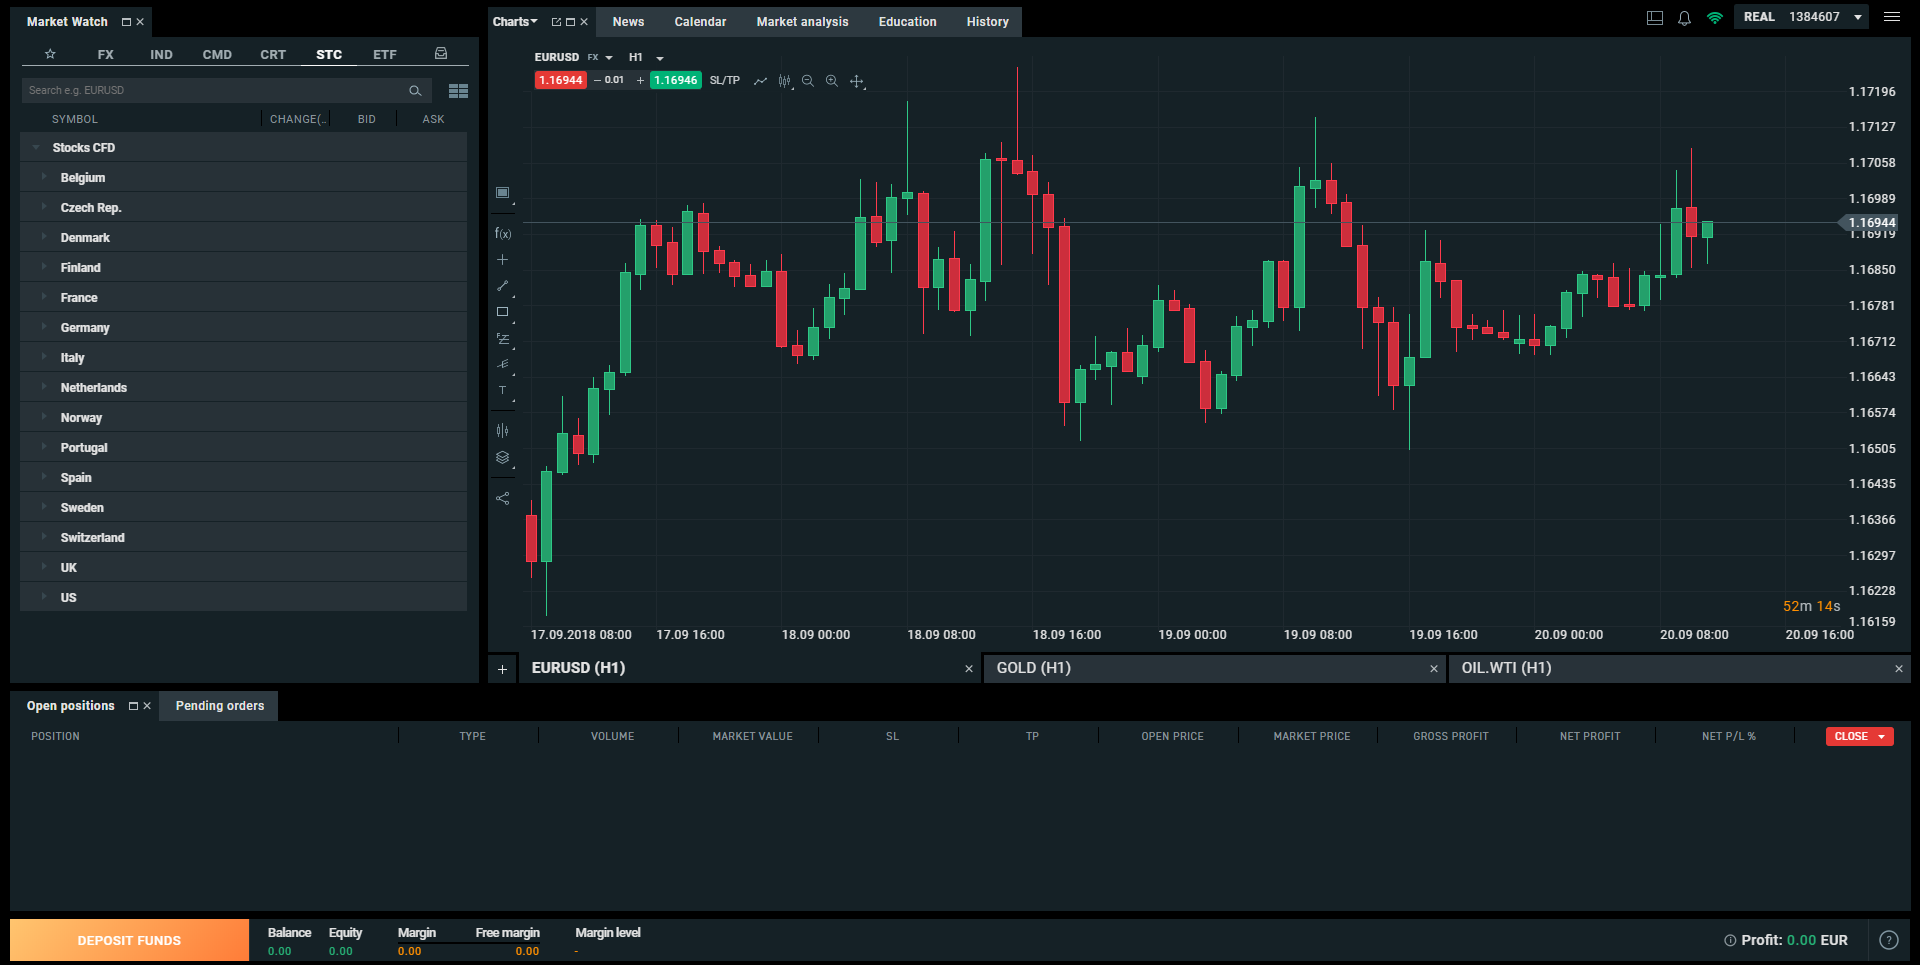 Market Watch
FX IND CMD CRT STC ETF
Search e.g. EURUSD
SYMBOL CHANGE(.. BID ASK
Stocks CFD
Belgium
Czech Rep.
Denmark
Finland
France
Germany
Italy
Netherlands
Norway
Portugal
Spain
Sweden
Switzerland
UK
US
Charts News Calendar Market analysis Education History
REAL 1384607
EURUSD FX H1
1.16944 – 0.01 + 1.16946 SL/TP
f(x)
T
1.17196
1.17127
1.17058
1.16989
1.16944
1.16919
1.16850
1.16781
1.16712
1.16643
1.16574
1.16505
1.16435
1.16366
1.16297
1.16228
1.16159
52m 14s
17.09.2018 08:00 17.09 16:00 18.09 00:00 18.09 08:00 18.09 16:00 19.09 00:00 19.09 08:00 19.09 16:00 20.09 00:00 20.09 08:00 20.09 16:00
+ EURUSD (H1) × GOLD (H1) × OIL.WTI (H1) ×
Open positions Pending orders
POSITION TYPE VOLUME MARKET VALUE SL TP OPEN PRICE MARKET PRICE GROSS PROFIT NET PROFIT NET P/L % CLOSE
DEPOSIT FUNDS
Balance Equity Margin Free margin Margin level
0.00 0.00 0.00 0.00 -
Profit: 0.00 EUR ?